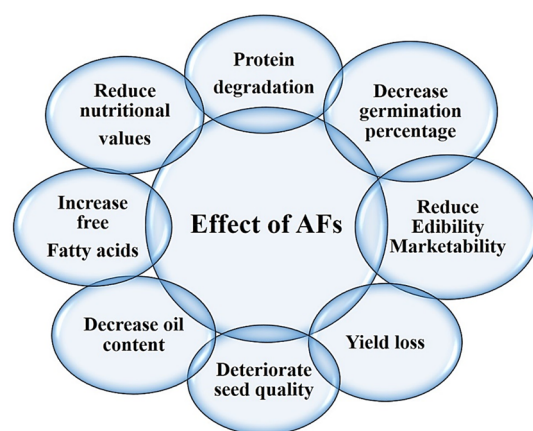 Protein
degradation
Decrease
germination
percentage
Reduce
Edibility
Marketability
Yield loss
Deteriorate
seed quality
Decrease oil
content
Increase
free
Fatty acids
Reduce
nutritional
values
Effect of AFs